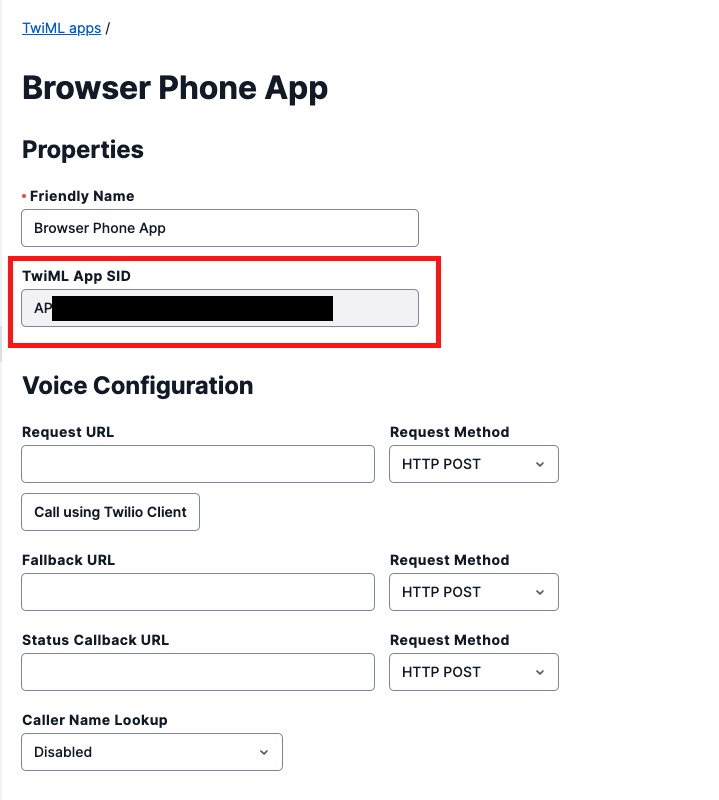 TwiML apps /
Browser Phone App
Properties
Friendly Name
Browser Phone App
TwiML App SID
AP
Voice Configuration
Request URL
Request Method
HTTP POST
Call using Twilio Client
Fallback URL
Request Method
HTTP POST
Status Callback URL
Request Method
HTTP POST
Caller Name Lookup
Disabled